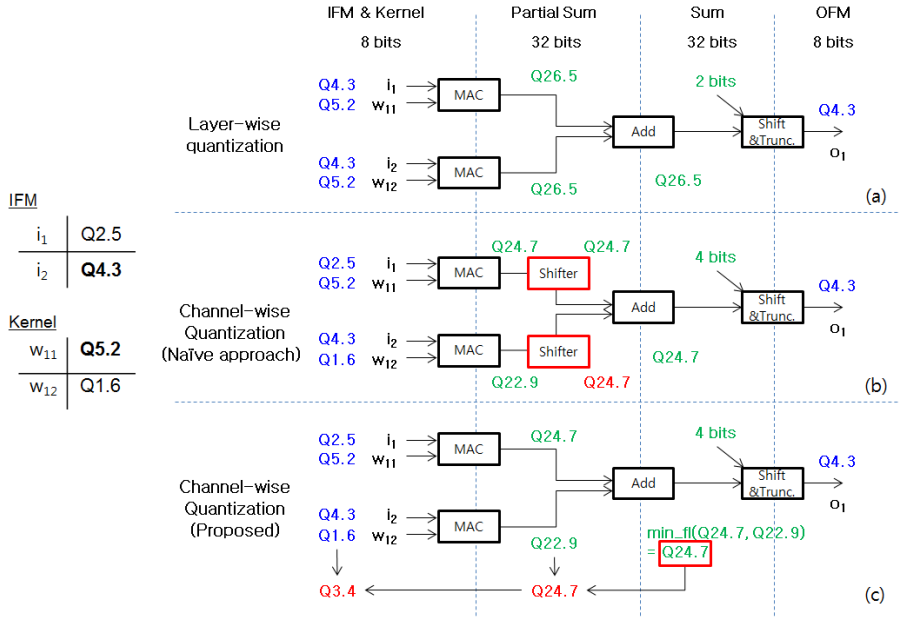 IFM & Kernel Partial Sum Sum OFM
8 bits 32 bits 32 bits 8 bits
Q4.3 i1 MAC Q26.5 2 bits Q4.3
Q5.2 w11
Layer-wise
quantization
Add Shift
&Trunc. o1
Q4.3 i2 MAC
Q5.2 w12 Q26.5 Q26.5
(a)
IFM
i1 Q2.5
i2 Q4.3
Kernel
w11 Q5.2
w12 Q1.6
Q24.7 Q24.7
Q2.5 i1 MAC Shifter 4 bits Q4.3
Q5.2 w11
Channel-wise
Quantization
(Naïve approach)
Add Shift
&Trunc. o1
Q4.3 i2 MAC Shifter
Q1.6 w12 Q24.7
Q22.9 Q24.7
(b)
Q2.5 i1 MAC Q24.7 4 bits Q4.3
Q5.2 w11
Channel-wise
Quantization
(Proposed)
Add Shift
&Trunc. o1
Q4.3 i2 MAC
Q1.6 w12 Q22.9
min_fl(Q24.7, Q22.9)
= Q24.7
Q3.4 Q24.7
(c)